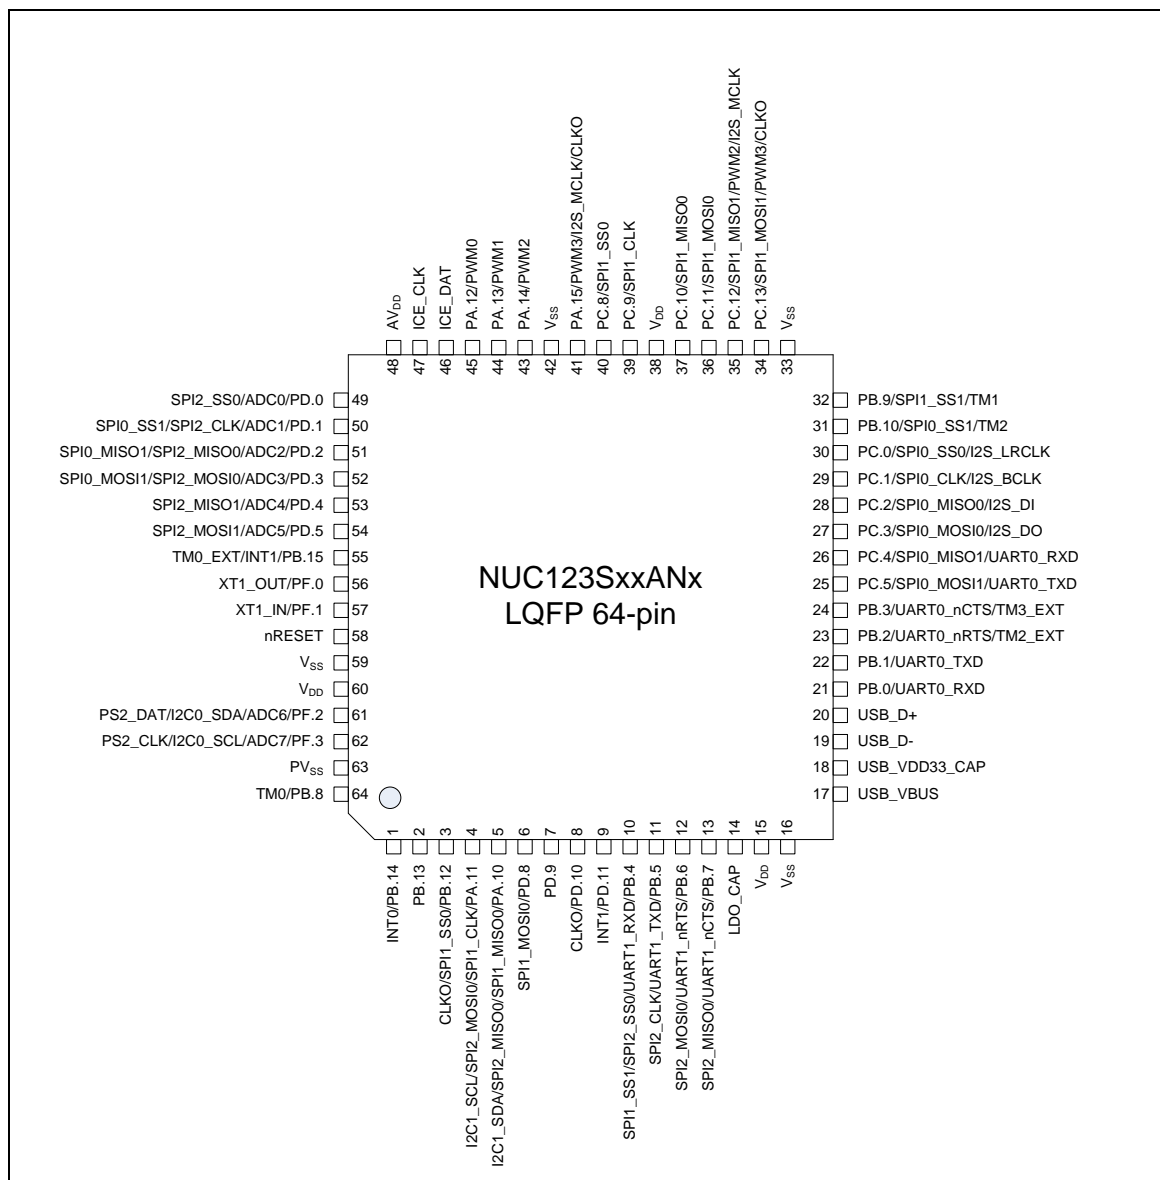 AVDD
ICE_CLK
ICE_DAT
PA.12/PWM0
PA.13/PWM1
PA.14/PWM2
VSS
PA.15/PWM3/I2S_MCLK/CLKO
PC.8/SPI1_SS0
PC.9/SPI1_CLK
VDD
PC.10/SPI1_MISO0
PC.11/SPI1_MOSI0
PC.12/SPI1_MISO1/PWM2/I2S_MCLK
PC.13/SPI1_MOSI1/PWM3/CLKO
VSS
48
47
46
45
44
43
42
41
40
39
38
37
36
35
34
33
SPI2_SS0/ADC0/PD.0 49
SPI0_SS1/SPI2_CLK/ADC1/PD.1 50
SPI0_MISO1/SPI2_MISO0/ADC2/PD.2 51
SPI0_MOSI1/SPI2_MOSI0/ADC3/PD.3 52
SPI2_MISO1/ADC4/PD.4 53
SPI2_MOSI1/ADC5/PD.5 54
TM0_EXT/INT1/PB.15 55
XT1_OUT/PF.0 56
XT1_IN/PF.1 57
nRESET 58
VSS 59
VDD 60
PS2_DAT/I2C0_SDA/ADC6/PF.2 61
PS2_CLK/I2C0_SCL/ADC7/PF.3 62
PVSS 63
TM0/PB.8 64
NUC123SxxANx
LQFP 64-pin
32 PB.9/SPI1_SS1/TM1
31 PB.10/SPI0_SS1/TM2
30 PC.0/SPI0_SS0/I2S_LRCLK
29 PC.1/SPI0_CLK/I2S_BCLK
28 PC.2/SPI0_MISO0/I2S_DI
27 PC.3/SPI0_MOSI0/I2S_DO
26 PC.4/SPI0_MISO1/UART0_RXD
25 PC.5/SPI0_MOSI1/UART0_TXD
24 PB.3/UART0_nCTS/TM3_EXT
23 PB.2/UART0_nRTS/TM2_EXT
22 PB.1/UART0_TXD
21 PB.0/UART0_RXD
20 USB_D+
19 USB_D-
18 USB_VDD33_CAP
17 USB_VBUS
1
2
3
4
5
6
7
8
9
10
11
12
13
14
15
16
INT0/PB.14
PB.13
CLKO/SPI1_SS0/PB.12
I2C1_SCL/SPI2_MOSI0/SPI1_CLK/PA.11
I2C1_SDA/SPI2_MISO0/SPI1_MISO0/PA.10
SPI1_MOSI0/PD.8
PD.9
CLKO/PD.10
INT1/PD.11
SPI1_SS1/SPI2_SS0/UART1_RXD/PB.4
SPI2_CLK/UART1_TXD/PB.5
SPI2_MOSI0/UART1_nRTS/PB.6
SPI2_MISO0/UART1_nCTS/PB.7
LDO_CAP
VDD
VSS